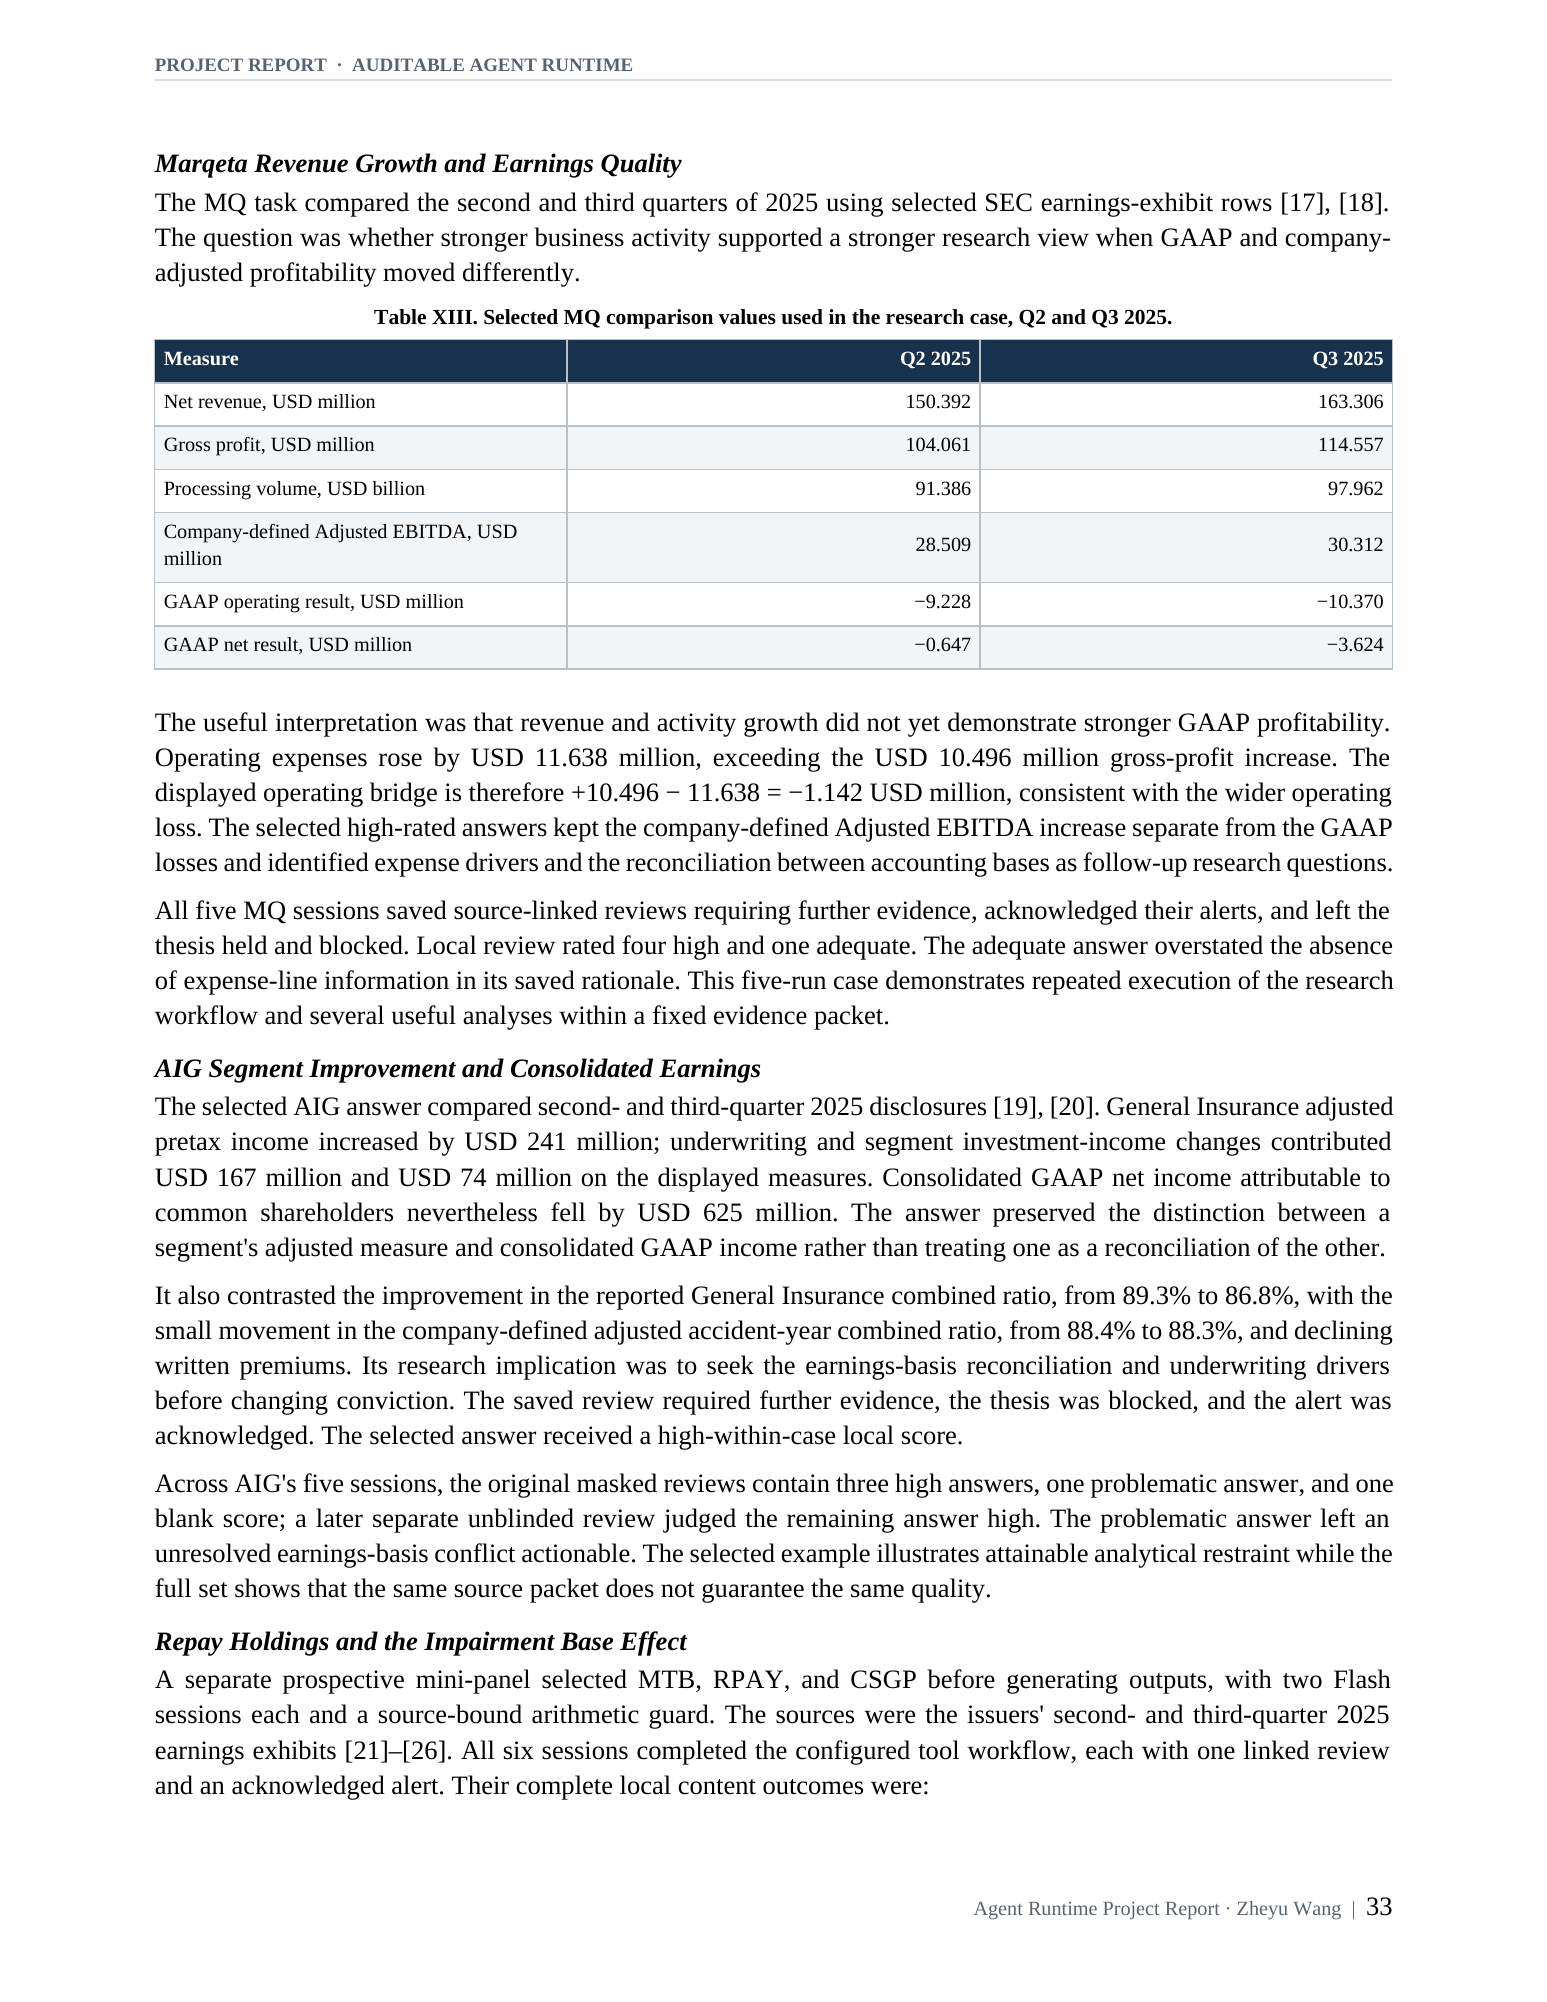 PROJECT REPORT · AUDITABLE AGENT RUNTIME
Marqeta Revenue Growth and Earnings Quality
The MQ task compared the second and third quarters of 2025 using selected SEC earnings-exhibit rows [17], [18].
The question was whether stronger business activity supported a stronger research view when GAAP and company-
adjusted profitability moved differently.
Table XIII. Selected MQ comparison values used in the research case, Q2 and Q3 2025.
Measure Q2 2025 Q3 2025
Net revenue, USD million 150.392 163.306
Gross profit, USD million 104.061 114.557
Processing volume, USD billion 91.386 97.962
Company-defined Adjusted EBITDA, USD
million 28.509 30.312
GAAP operating result, USD million −9.228 −10.370
GAAP net result, USD million −0.647 −3.624
The useful interpretation was that revenue and activity growth did not yet demonstrate stronger GAAP profitability.
Operating expenses rose by USD 11.638 million, exceeding the USD 10.496 million gross-profit increase. The
displayed operating bridge is therefore +10.496 − 11.638 = −1.142 USD million, consistent with the wider operating
loss. The selected high-rated answers kept the company-defined Adjusted EBITDA increase separate from the GAAP
losses and identified expense drivers and the reconciliation between accounting bases as follow-up research questions.
All five MQ sessions saved source-linked reviews requiring further evidence, acknowledged their alerts, and left the
thesis held and blocked. Local review rated four high and one adequate. The adequate answer overstated the absence
of expense-line information in its saved rationale. This five-run case demonstrates repeated execution of the research
workflow and several useful analyses within a fixed evidence packet.
AIG Segment Improvement and Consolidated Earnings
The selected AIG answer compared second- and third-quarter 2025 disclosures [19], [20]. General Insurance adjusted
pretax income increased by USD 241 million; underwriting and segment investment-income changes contributed
USD 167 million and USD 74 million on the displayed measures. Consolidated GAAP net income attributable to
common shareholders nevertheless fell by USD 625 million. The answer preserved the distinction between a
segment's adjusted measure and consolidated GAAP income rather than treating one as a reconciliation of the other.
It also contrasted the improvement in the reported General Insurance combined ratio, from 89.3% to 86.8%, with the
small movement in the company-defined adjusted accident-year combined ratio, from 88.4% to 88.3%, and declining
written premiums. Its research implication was to seek the earnings-basis reconciliation and underwriting drivers
before changing conviction. The saved review required further evidence, the thesis was blocked, and the alert was
acknowledged. The selected answer received a high-within-case local score.
Across AIG's five sessions, the original masked reviews contain three high answers, one problematic answer, and one
blank score; a later separate unblinded review judged the remaining answer high. The problematic answer left an
unresolved earnings-basis conflict actionable. The selected example illustrates attainable analytical restraint while the
full set shows that the same source packet does not guarantee the same quality.
Repay Holdings and the Impairment Base Effect
A separate prospective mini-panel selected MTB, RPAY, and CSGP before generating outputs, with two Flash
sessions each and a source-bound arithmetic guard. The sources were the issuers' second- and third-quarter 2025
earnings exhibits [21]–[26]. All six sessions completed the configured tool workflow, each with one linked review
and an acknowledged alert. Their complete local content outcomes were:
Agent Runtime Project Report · Zheyu Wang | 33